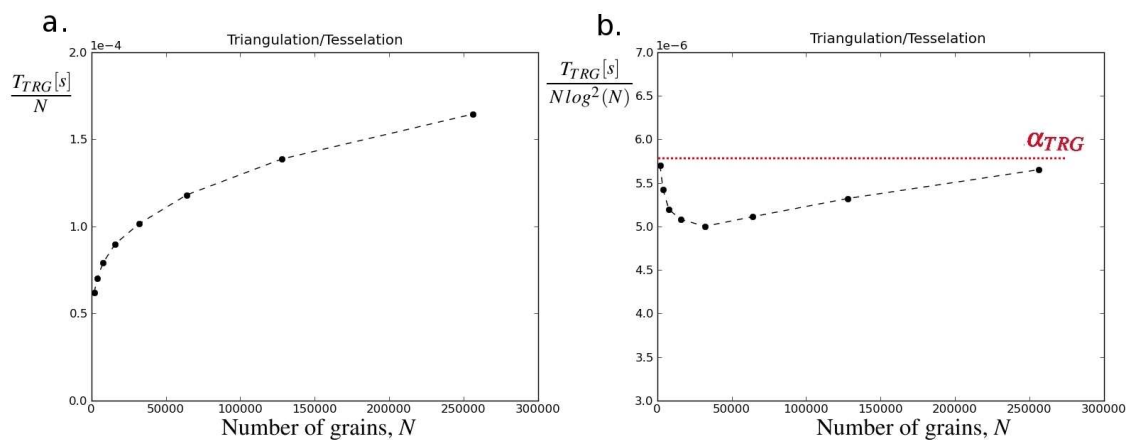 a.
Triangulation/Tesselation
1e−4
T_TRG[s]
N
2.0
1.5
1.0
0.5
0.0
0 50000 100000 150000 200000 250000 300000
Number of grains, N
b.
Triangulation/Tesselation
1e−6
T_TRG[s]
Nlog²(N)
7.0
6.5
6.0
5.5
5.0
4.5
4.0
3.5
3.0
α_TRG
0 50000 100000 150000 200000 250000 300000
Number of grains, N